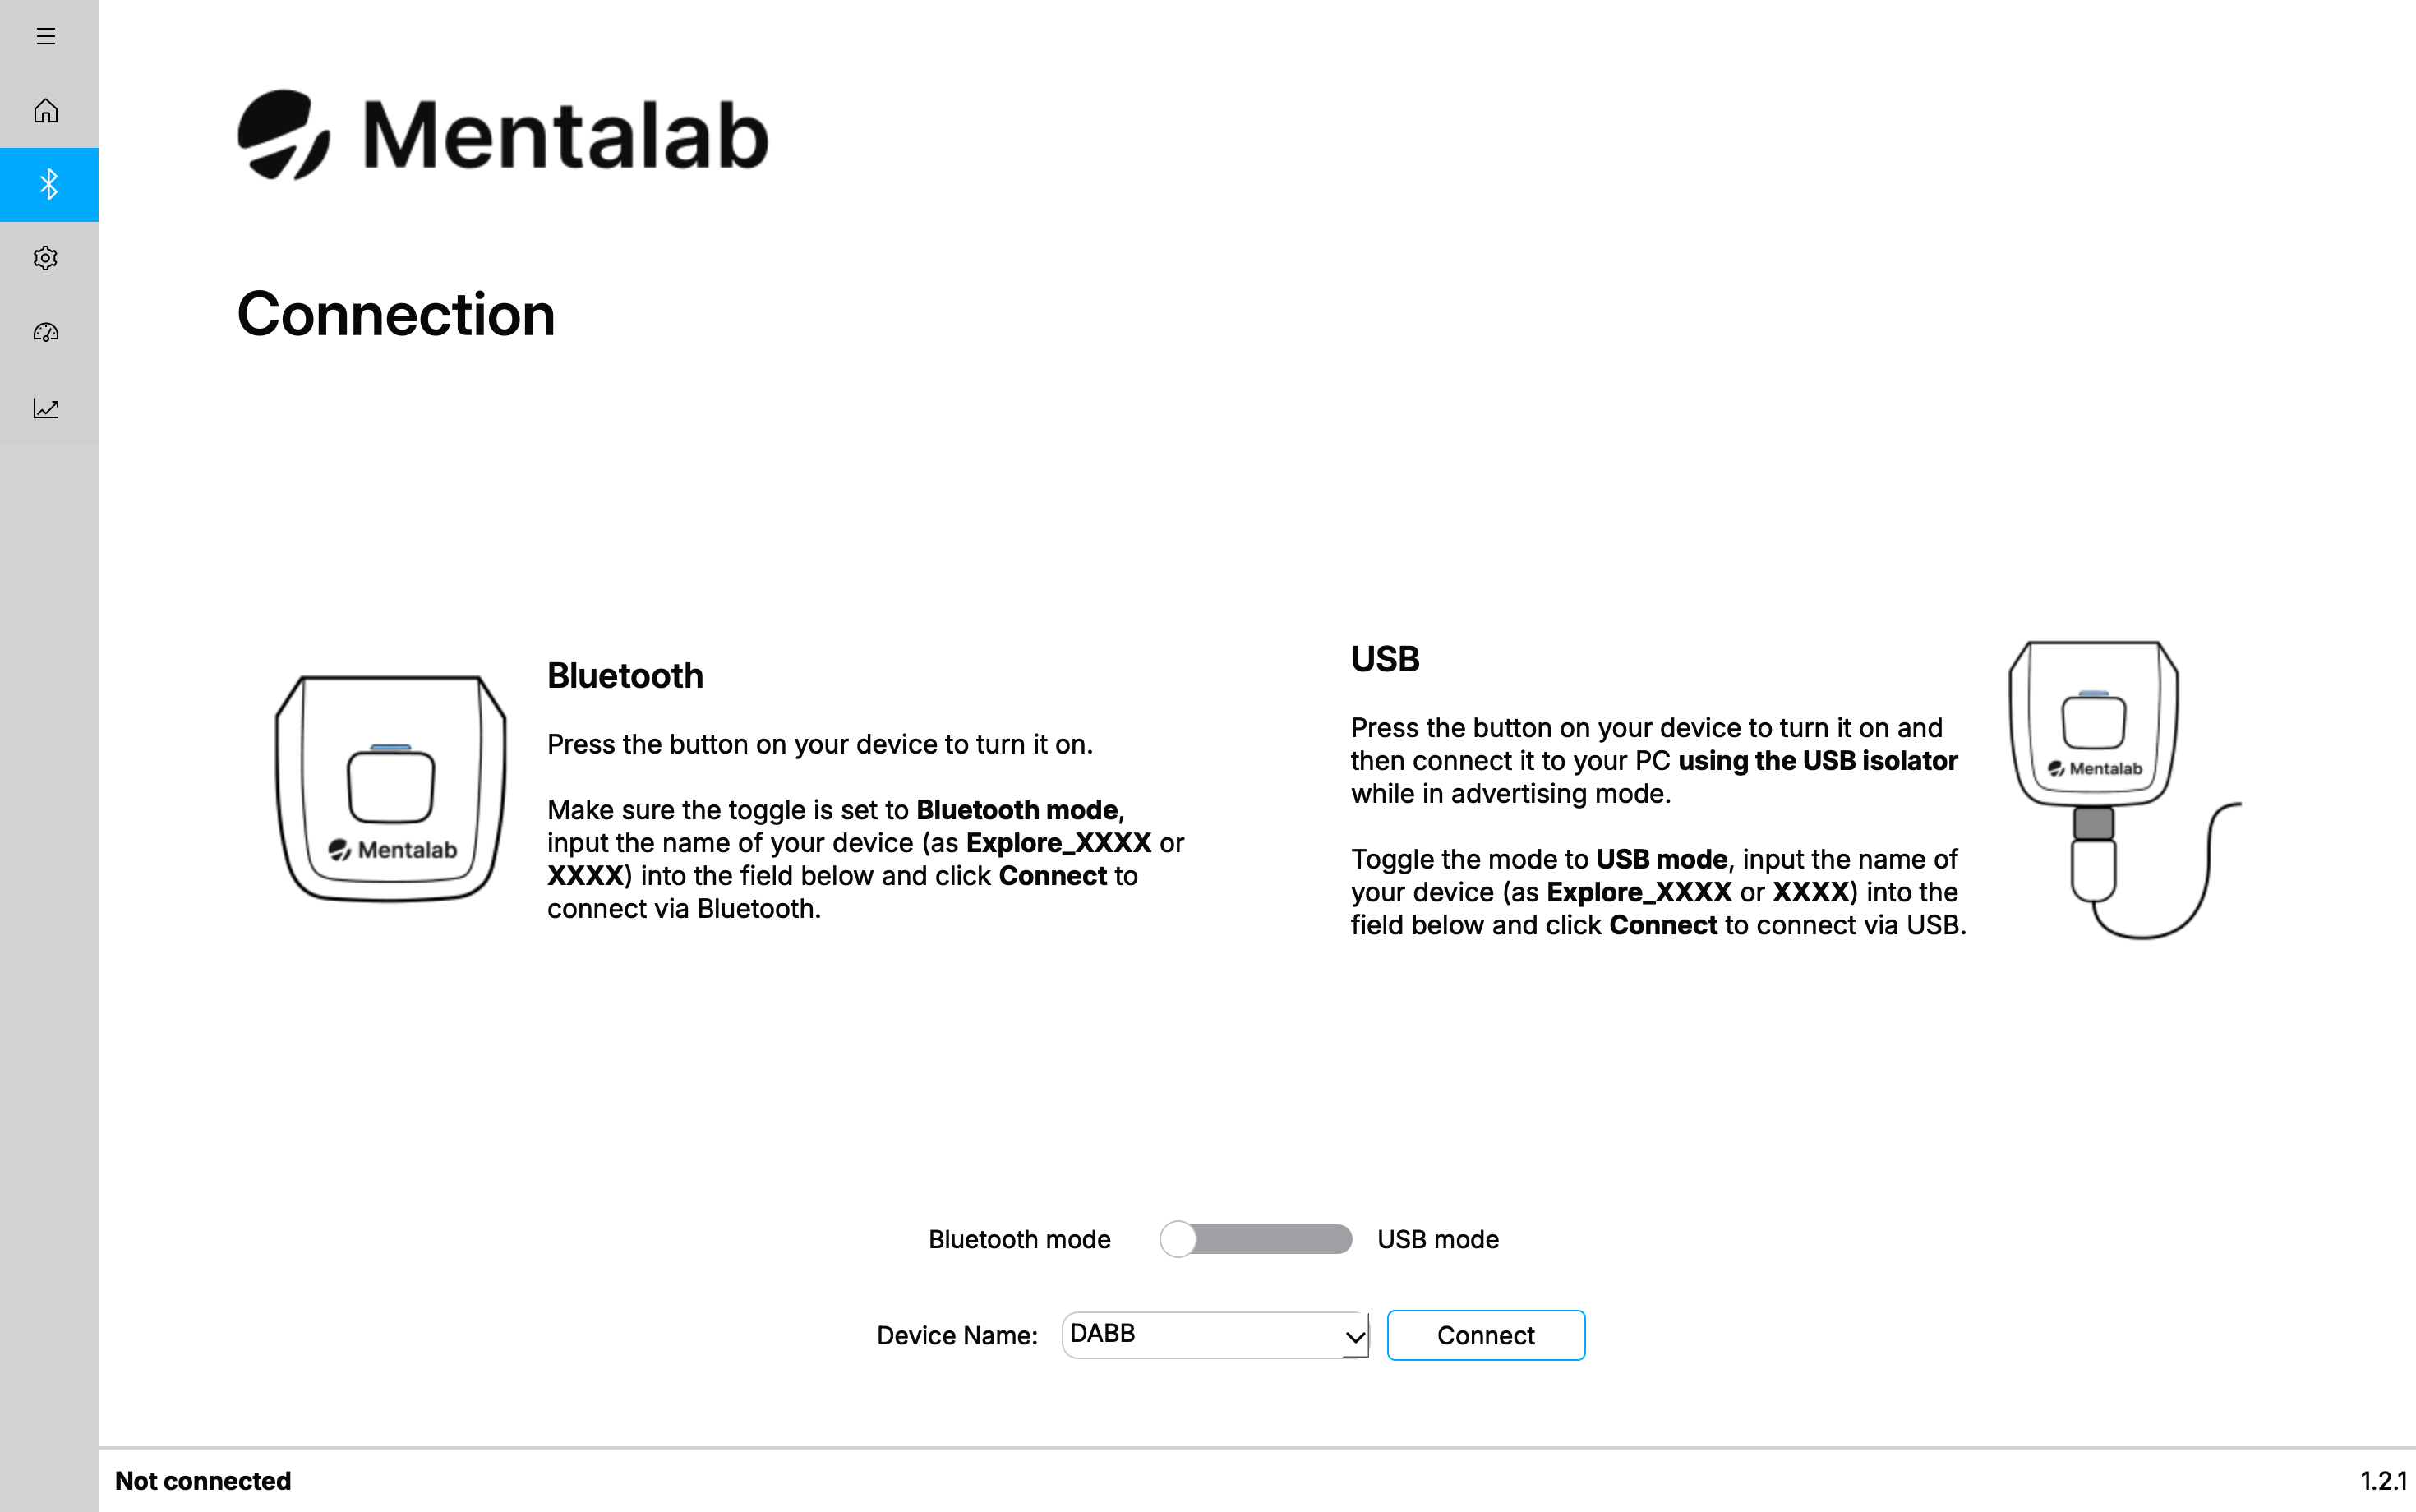 Mentalab
Connection
Bluetooth
Press the button on your device to turn it on.
Make sure the toggle is set to Bluetooth mode,
input the name of your device (as Explore_XXXX or
XXXX) into the field below and click Connect to
connect via Bluetooth.
Mentalab
USB
Press the button on your device to turn it on and
then connect it to your PC using the USB isolator
while in advertising mode.
Toggle the mode to USB mode, input the name of
your device (as Explore_XXXX or XXXX) into the
field below and click Connect to connect via USB.
Mentalab
Bluetooth mode USB mode
Device Name: DABB Connect
Not connected 1.2.1